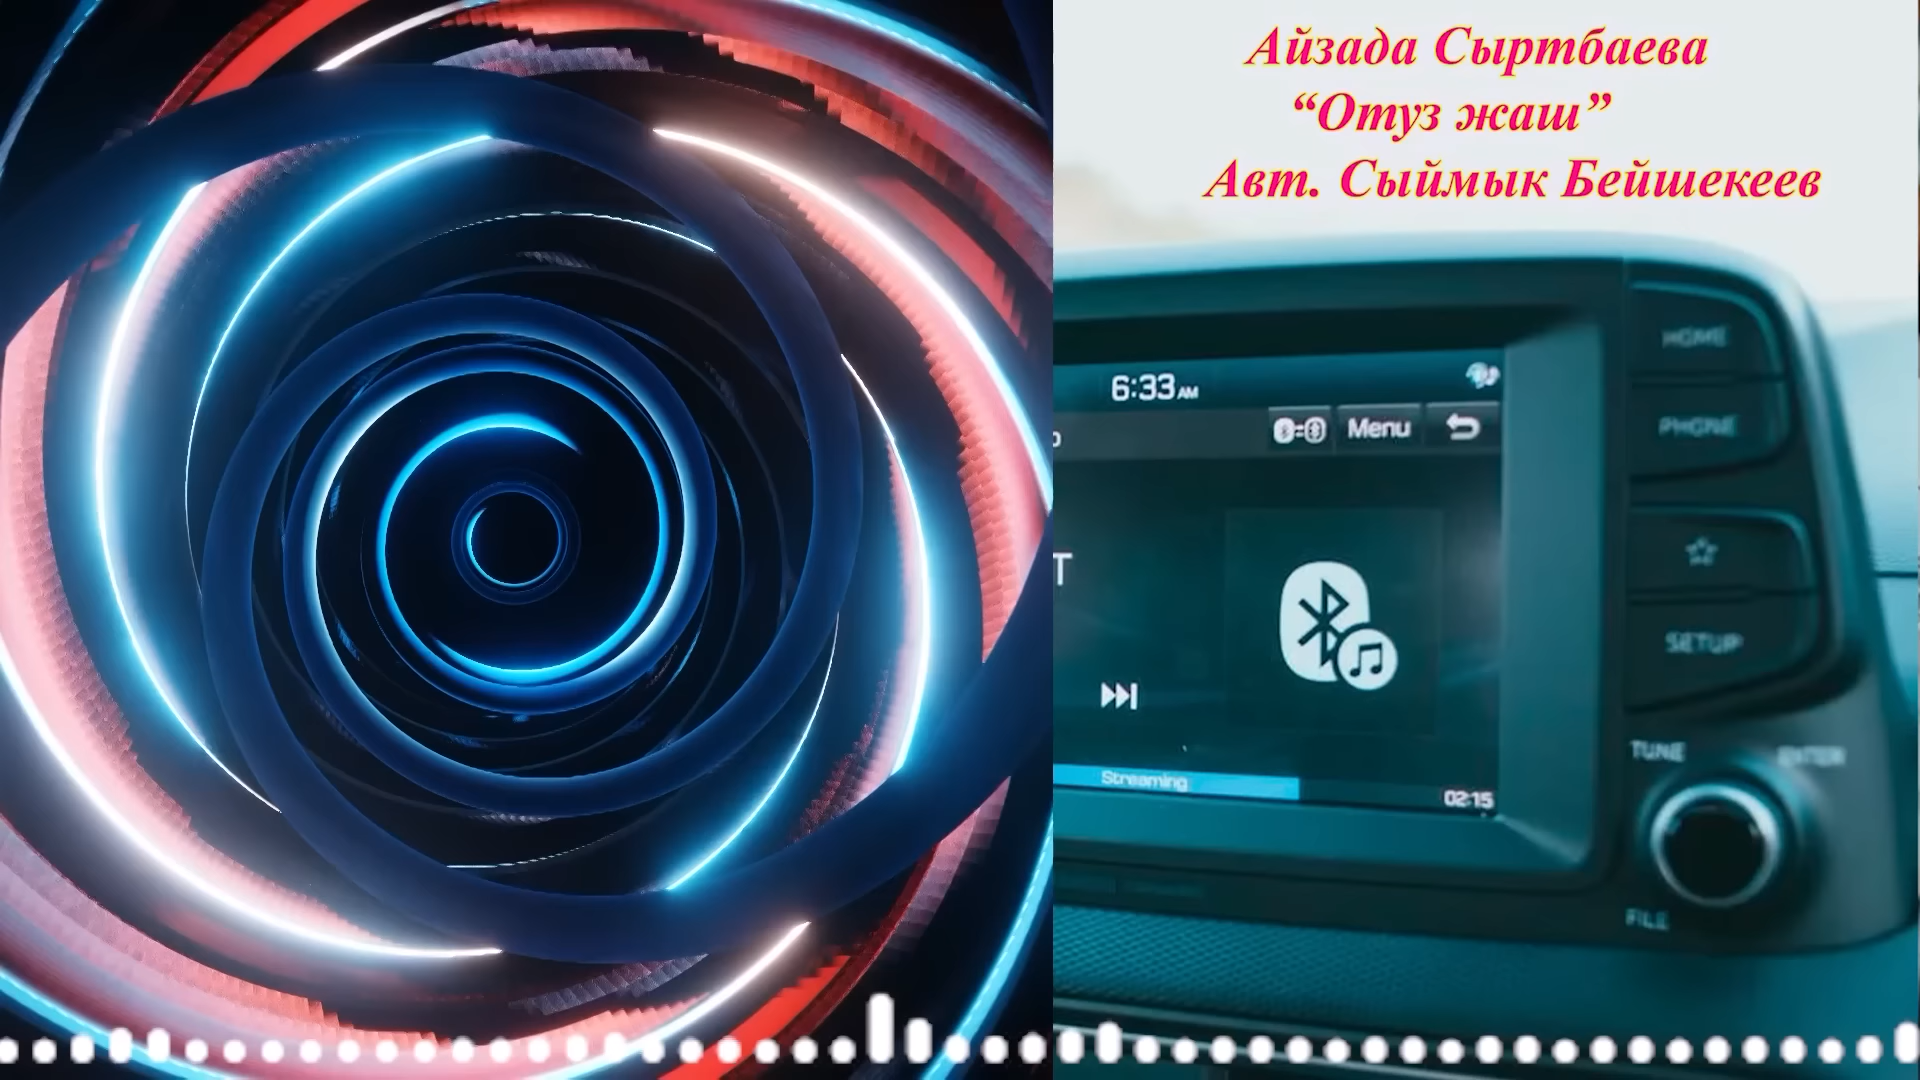 Айзада Сыртбаева
“Отуз жаш”
Авт. Сыймык Бейшекеев
HOME
6:33 AM
PHONE
Menu
T
SETUP
TUNE
ENTER
Streaming
02:15
FILE